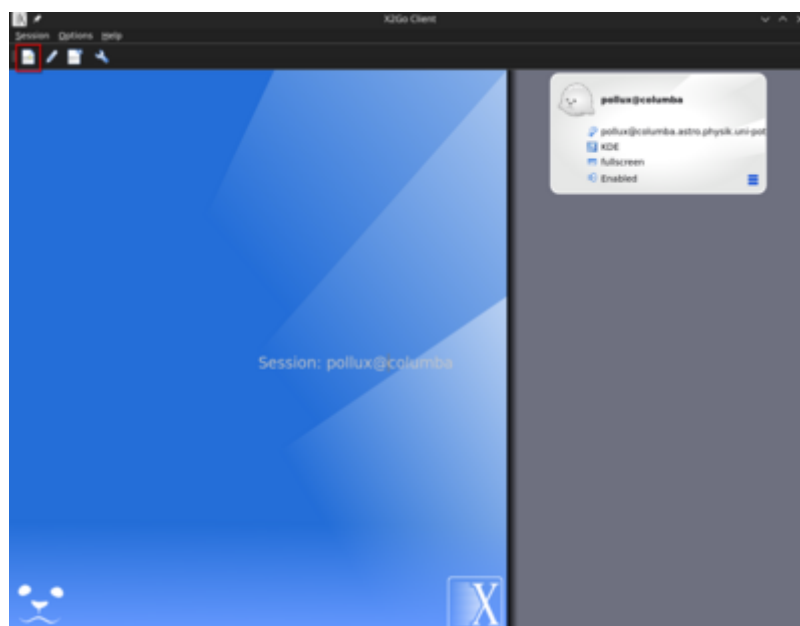 X2Go Client
Session Options Help
pollux@columba
pollux@columba.astro.physik.uni-pot
KDE
fullscreen
Enabled
Session: pollux@columba
X